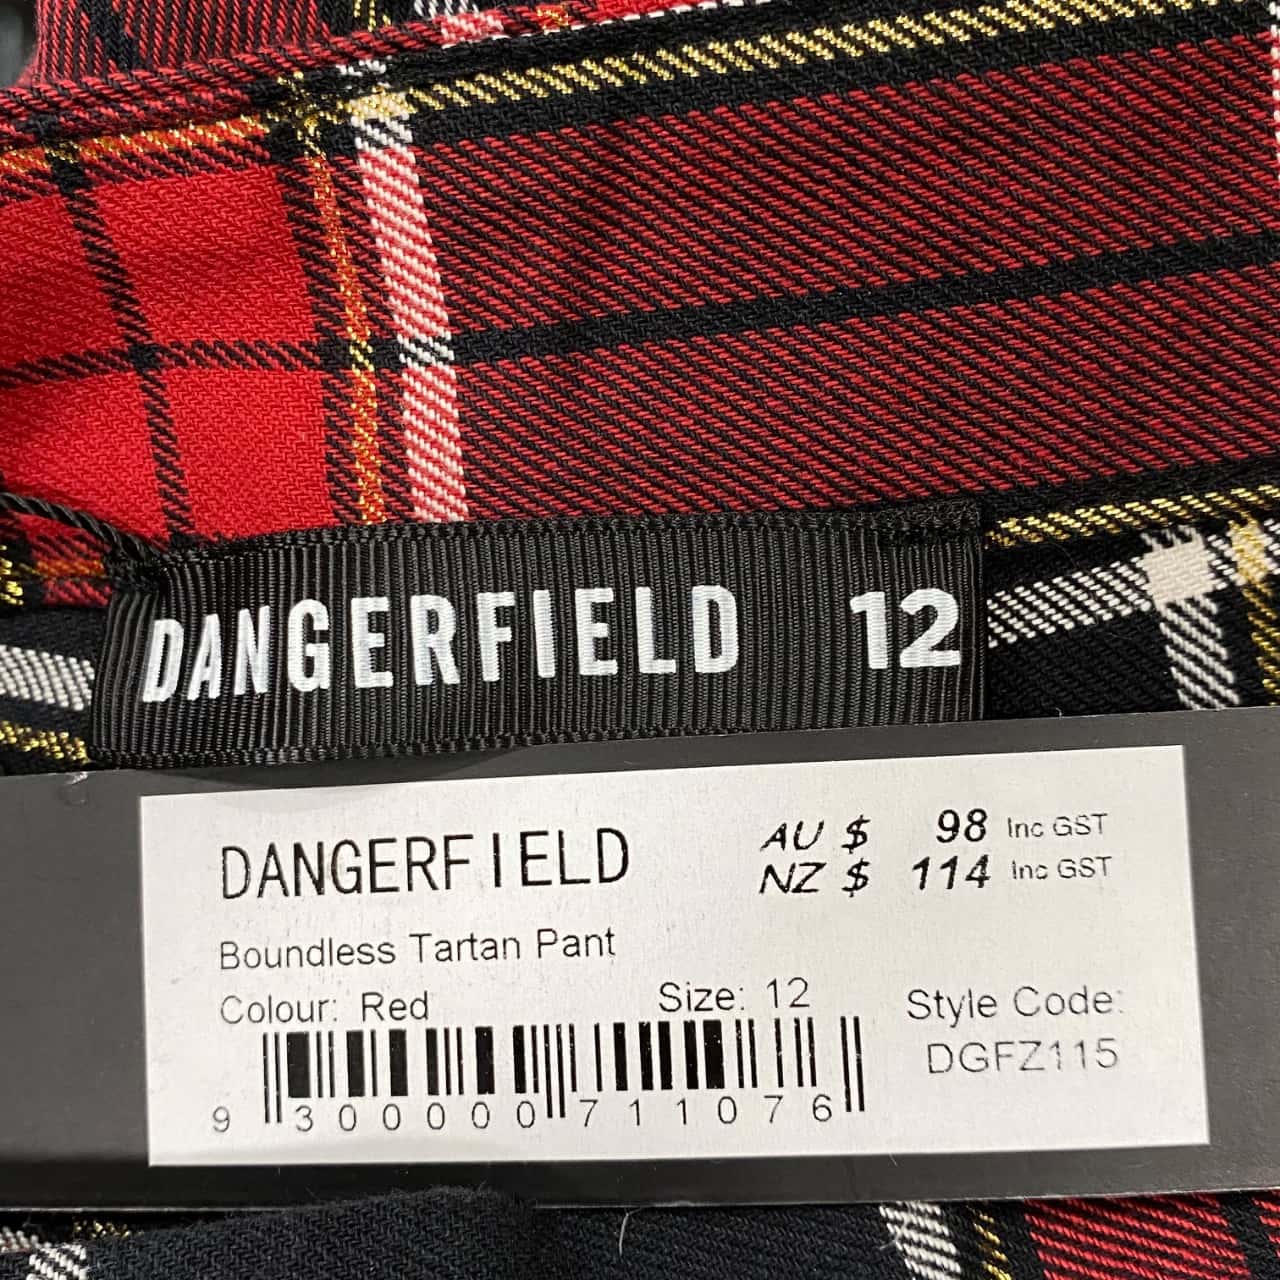 DANGERFIELD 12
DANGERFIELD
AU $ 98 Inc GST
NZ $ 114 Inc GST
Boundless Tartan Pant
Colour: Red Size: 12
Style Code:
DGFZ115
9 300000 711076